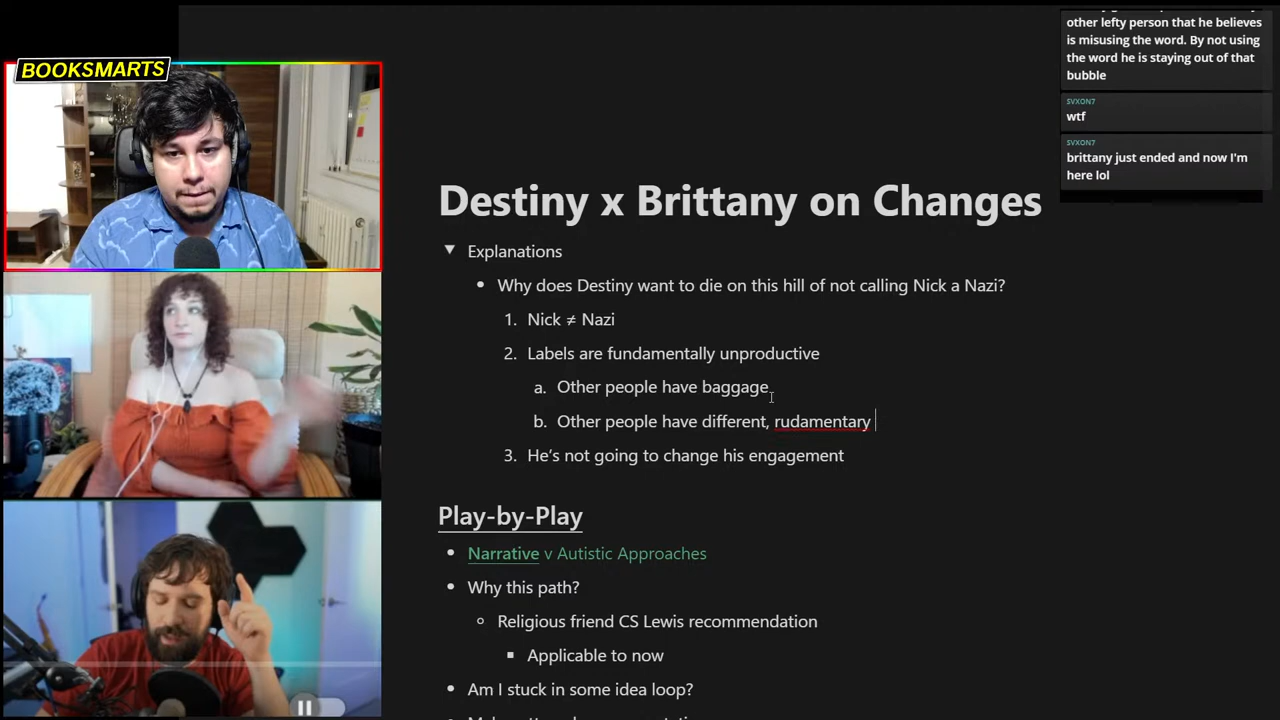 BOOKSMARTS
other lefty person that he believes
is misusing the word. By not using
the word he is staying out of that
bubble
SVXON7
wtf
SVXON7
brittany just ended and now I'm
here lol
Destiny x Brittany on Changes
Explanations
Why does Destiny want to die on this hill of not calling Nick a Nazi?
1. Nick ≠ Nazi
2. Labels are fundamentally unproductive
a. Other people have baggage
b. Other people have different, rudamentary
3. He's not going to change his engagement
Play-by-Play
Narrative v Autistic Approaches
Why this path?
Religious friend CS Lewis recommendation
Applicable to now
Am I stuck in some idea loop?